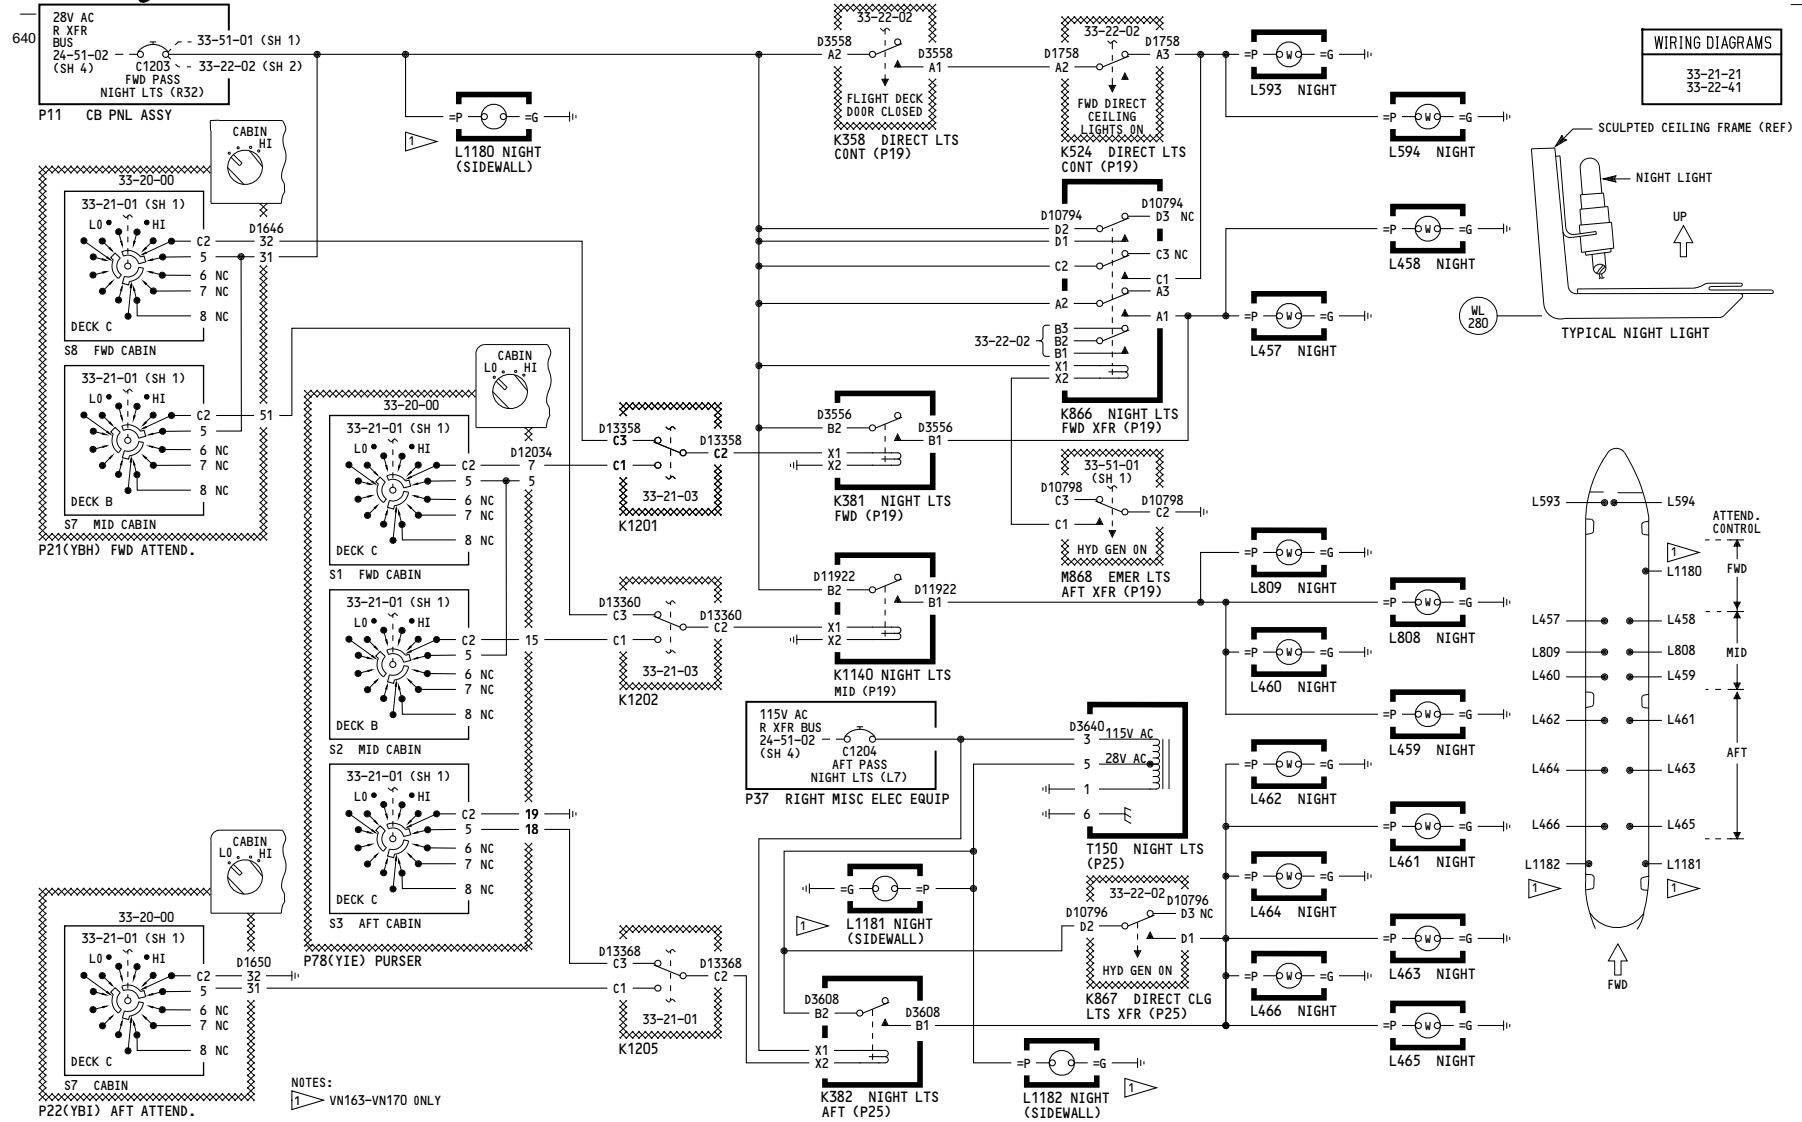 640
28V AC
R XFR
BUS
24-51-02
(SH 4)
33-51-01 (SH 1)
C1203
33-22-02 (SH 2)
FWD PASS
NIGHT LTS (R32)
P11 CB PNL ASSY
CABIN
HI
33-20-00
33-21-01 (SH 1)
LO HI
C2
5
6 NC
7 NC
8 NC
DECK C
S8 FWD CABIN
D1646
32
31
33-21-01 (SH 1)
LO HI
C2
5
6 NC
7 NC
8 NC
DECK B
S7 MID CABIN
51
P21(YBH) FWD ATTEND.
1
=P =G
L1180 NIGHT
(SIDEWALL)
CABIN
LO HI
33-20-00
33-21-01 (SH 1)
LO HI
C2
5
6 NC
7 NC
8 NC
DECK C
S1 FWD CABIN
D12034
7
5
33-21-01 (SH 1)
LO HI
C2
5
6 NC
7 NC
8 NC
DECK B
S2 MID CABIN
15
33-21-01 (SH 1)
LO HI
C2
5
6 NC
7 NC
8 NC
DECK C
S3 AFT CABIN
19
18
P78(YIE) PURSER
CABIN
LO HI
33-20-00
33-21-01 (SH 1)
LO HI
C2
5
6 NC
7 NC
8 NC
DECK C
S7 CABIN
D1650
32
31
P22(YBI) AFT ATTEND.
NOTES:
1 VN163-VN170 ONLY
D13358
C3
C1
D13358
C2
33-21-03
K1201
D13360
C3
C1
D13360
C2
33-21-03
K1202
D13368
C3
C1
D13368
C2
33-21-01
K1205
33-22-02
D3558
A2
D3558
A1
FLIGHT DECK
DOOR CLOSED
K358 DIRECT LTS
CONT (P19)
33-22-02
D1758
A2
D1758
A3
FWD DIRECT
CEILING
LIGHTS ON
K524 DIRECT LTS
CONT (P19)
D10794
D2
D1
C2
A2
33-22-02
B3
B2
B1
X1
X2
D10794
D3 NC
C3 NC
C1
A3
A1
K866 NIGHT LTS
FWD XFR (P19)
D3556
B2
X1
X2
D3556
B1
K381 NIGHT LTS
FWD (P19)
33-51-01
(SH 1)
D10798
C3
C1
D10798
C2
HYD GEN ON
M868 EMER LTS
AFT XFR (P19)
D11922
B2
X1
X2
D11922
B1
K1140 NIGHT LTS
MID (P19)
115V AC
R XFR BUS
24-51-02
(SH 4)
C1204
AFT PASS
NIGHT LTS (L7)
P37 RIGHT MISC ELEC EQUIP
D3640
3 115V AC
5 28V AC
1
6
T150 NIGHT LTS
(P25)
=G =P
1
L1181 NIGHT
(SIDEWALL)
33-22-02
D10796
D2
D10796
D3 NC
D1
HYD GEN ON
K867 DIRECT CLG
LTS XFR (P25)
D3608
B2
X1
X2
D3608
B1
K382 NIGHT LTS
AFT (P25)
=P =G
1
L1182 NIGHT
(SIDEWALL)
=P W =G
L593 NIGHT
=P W =G
L594 NIGHT
=P W =G
L458 NIGHT
=P W =G
L457 NIGHT
=P W =G
L809 NIGHT
=P W =G
L808 NIGHT
=P W =G
L460 NIGHT
=P W =G
L459 NIGHT
=P W =G
L462 NIGHT
=P W =G
L461 NIGHT
=P W =G
L464 NIGHT
=P W =G
L463 NIGHT
=P W =G
L466 NIGHT
=P W =G
L465 NIGHT
WIRING DIAGRAMS
33-21-21
33-22-41
SCULPTED CEILING FRAME (REF)
NIGHT LIGHT
UP
WL
280
TYPICAL NIGHT LIGHT
L593 L594
ATTEND.
CONTROL
1
FWD
L1180
L457 L458
L809 L808
MID
L460 L459
L462 L461
AFT
L464 L463
L466 L465
L1182 L1181
1 1
FWD